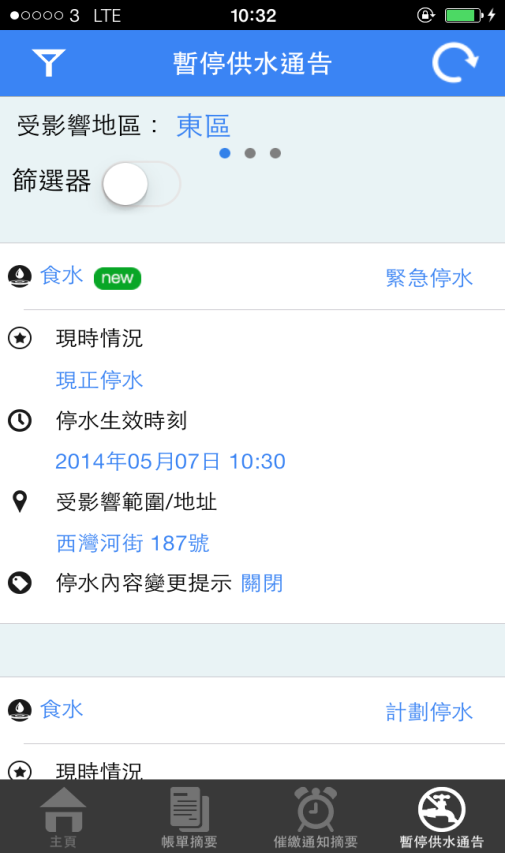 3 LTE 10:32
暫停供水通告
受影響地區： 東區
篩選器
食水 new 緊急停水
現時情況
現正停水
停水生效時刻
2014年05月07日 10:30
受影響範圍/地址
西灣河街 187號
停水內容變更提示 關閉
食水 計劃停水
現時情況
主頁 帳單摘要 催繳通知摘要 暫停供水通告